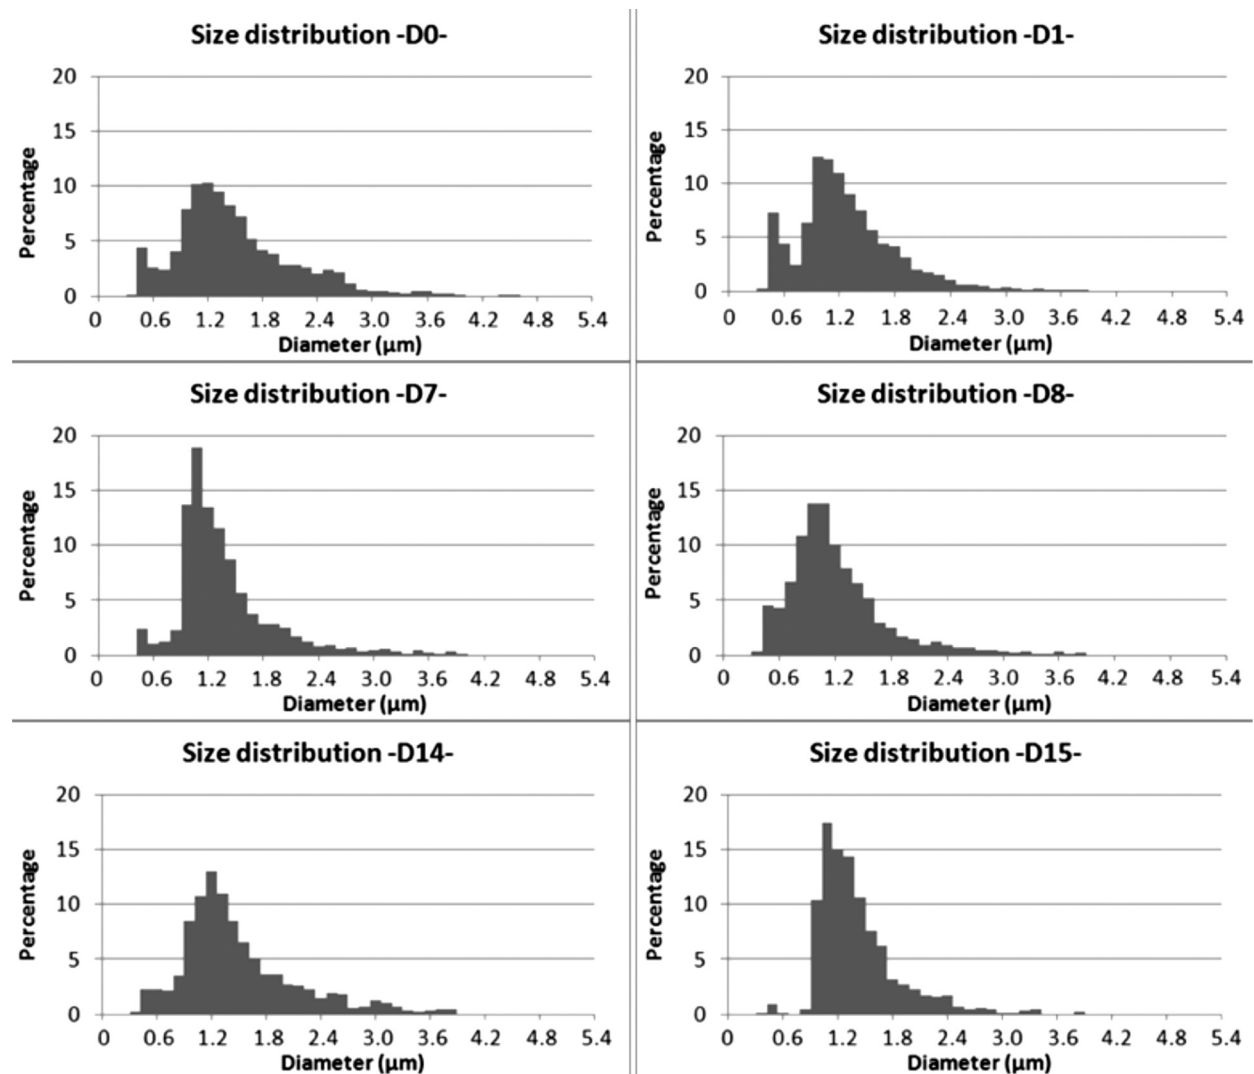 Size distribution -D0-
Percentage
20
15
10
5
0
0 0.6 1.2 1.8 2.4 3.0 3.6 4.2 4.8 5.4
Diameter (µm)
Size distribution -D1-
Percentage
20
15
10
5
0
0 0.6 1.2 1.8 2.4 3.0 3.6 4.2 4.8 5.4
Diameter (µm)
Size distribution -D7-
Percentage
20
15
10
5
0
0 0.6 1.2 1.8 2.4 3.0 3.6 4.2 4.8 5.4
Diameter (µm)
Size distribution -D8-
Percentage
20
15
10
5
0
0 0.6 1.2 1.8 2.4 3.0 3.6 4.2 4.8 5.4
Diameter (µm)
Size distribution -D14-
Percentage
20
15
10
5
0
0 0.6 1.2 1.8 2.4 3.0 3.6 4.2 4.8 5.4
Diameter (µm)
Size distribution -D15-
Percentage
20
15
10
5
0
0 0.6 1.2 1.8 2.4 3.0 3.6 4.2 4.8 5.4
Diameter (µm)